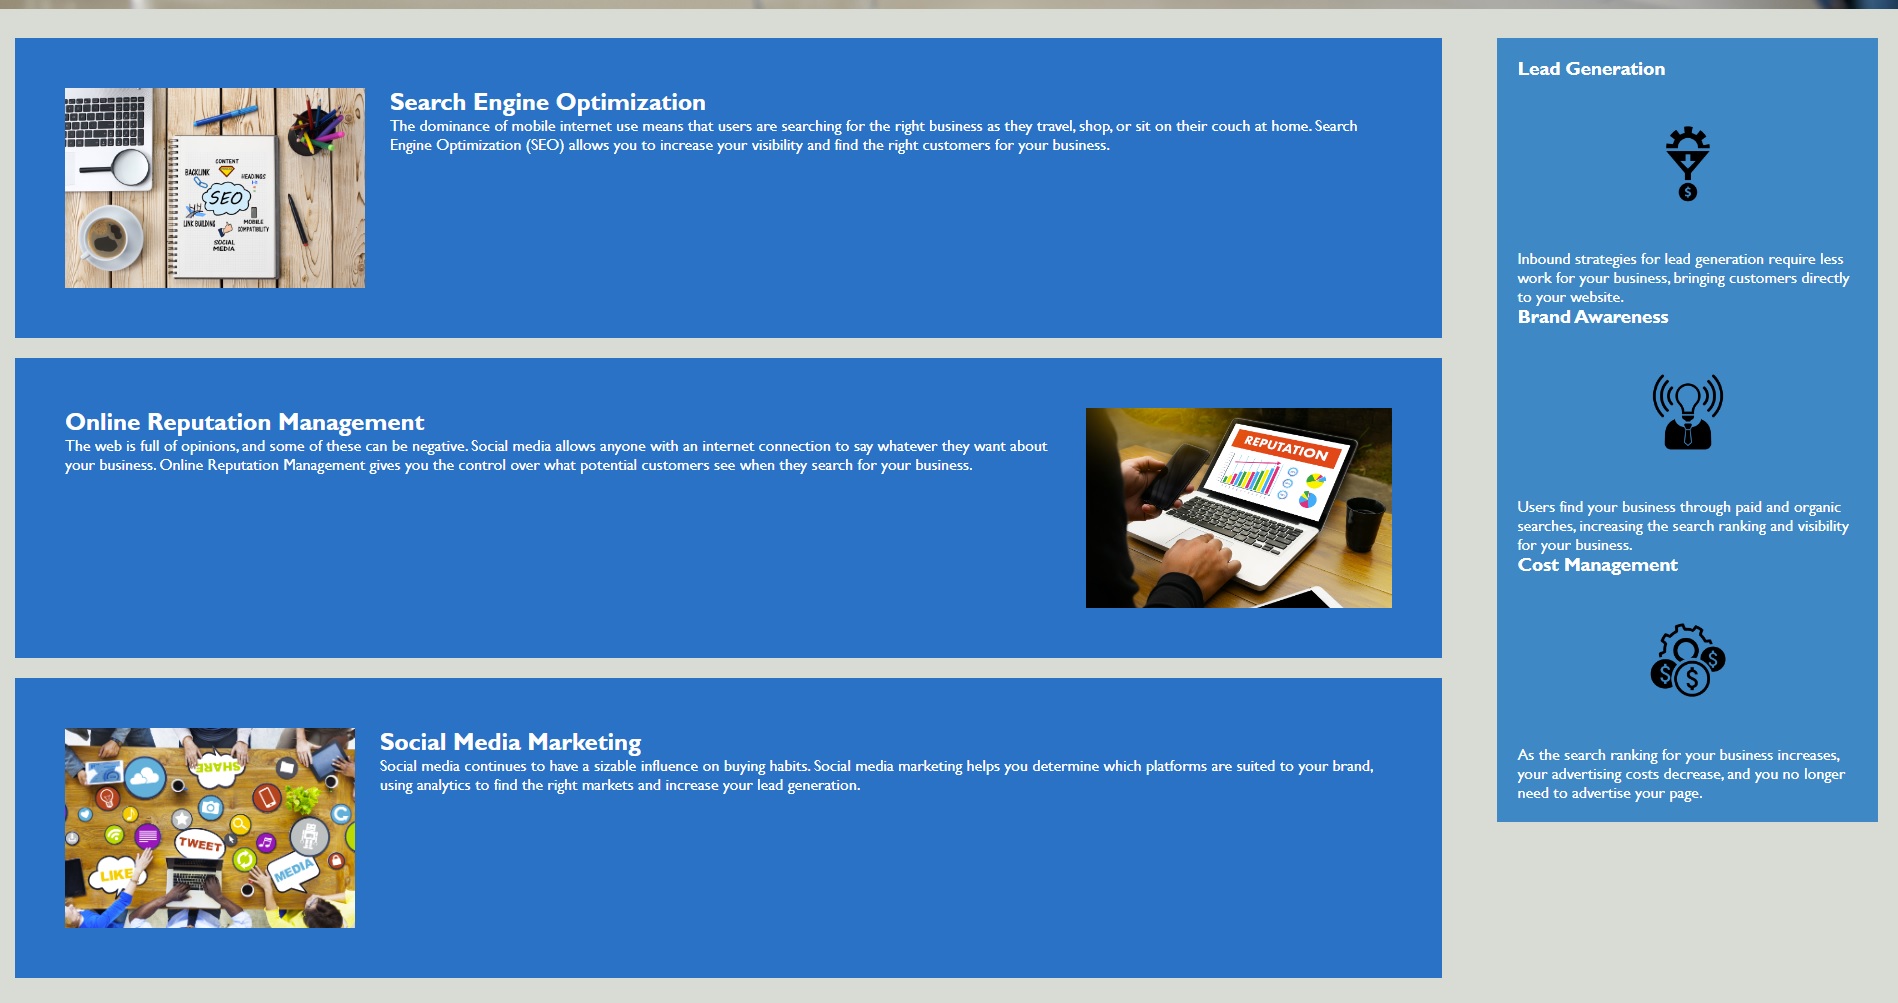 Search Engine Optimization
The dominance of mobile internet use means that users are searching for the right business as they travel, shop, or sit on their couch at home. Search
Engine Optimization (SEO) allows you to increase your visibility and find the right customers for your business.
CONTENT
BACKLINK
HEADINGS
SEO
LINK BUILDING
MOBILE
COMPATIBILITY
SOCIAL
MEDIA
Online Reputation Management
The web is full of opinions, and some of these can be negative. Social media allows anyone with an internet connection to say whatever they want about
your business. Online Reputation Management gives you the control over what potential customers see when they search for your business.
REPUTATION
Social Media Marketing
Social media continues to have a sizable influence on buying habits. Social media marketing helps you determine which platforms are suited to your brand,
using analytics to find the right markets and increase your lead generation.
SHARE
TWEET
LIKE
MEDIA
Lead Generation
$
Inbound strategies for lead generation require less
work for your business, bringing customers directly
to your website.
Brand Awareness
Users find your business through paid and organic
searches, increasing the search ranking and visibility
for your business.
Cost Management
$ $ $
As the search ranking for your business increases,
your advertising costs decrease, and you no longer
need to advertise your page.